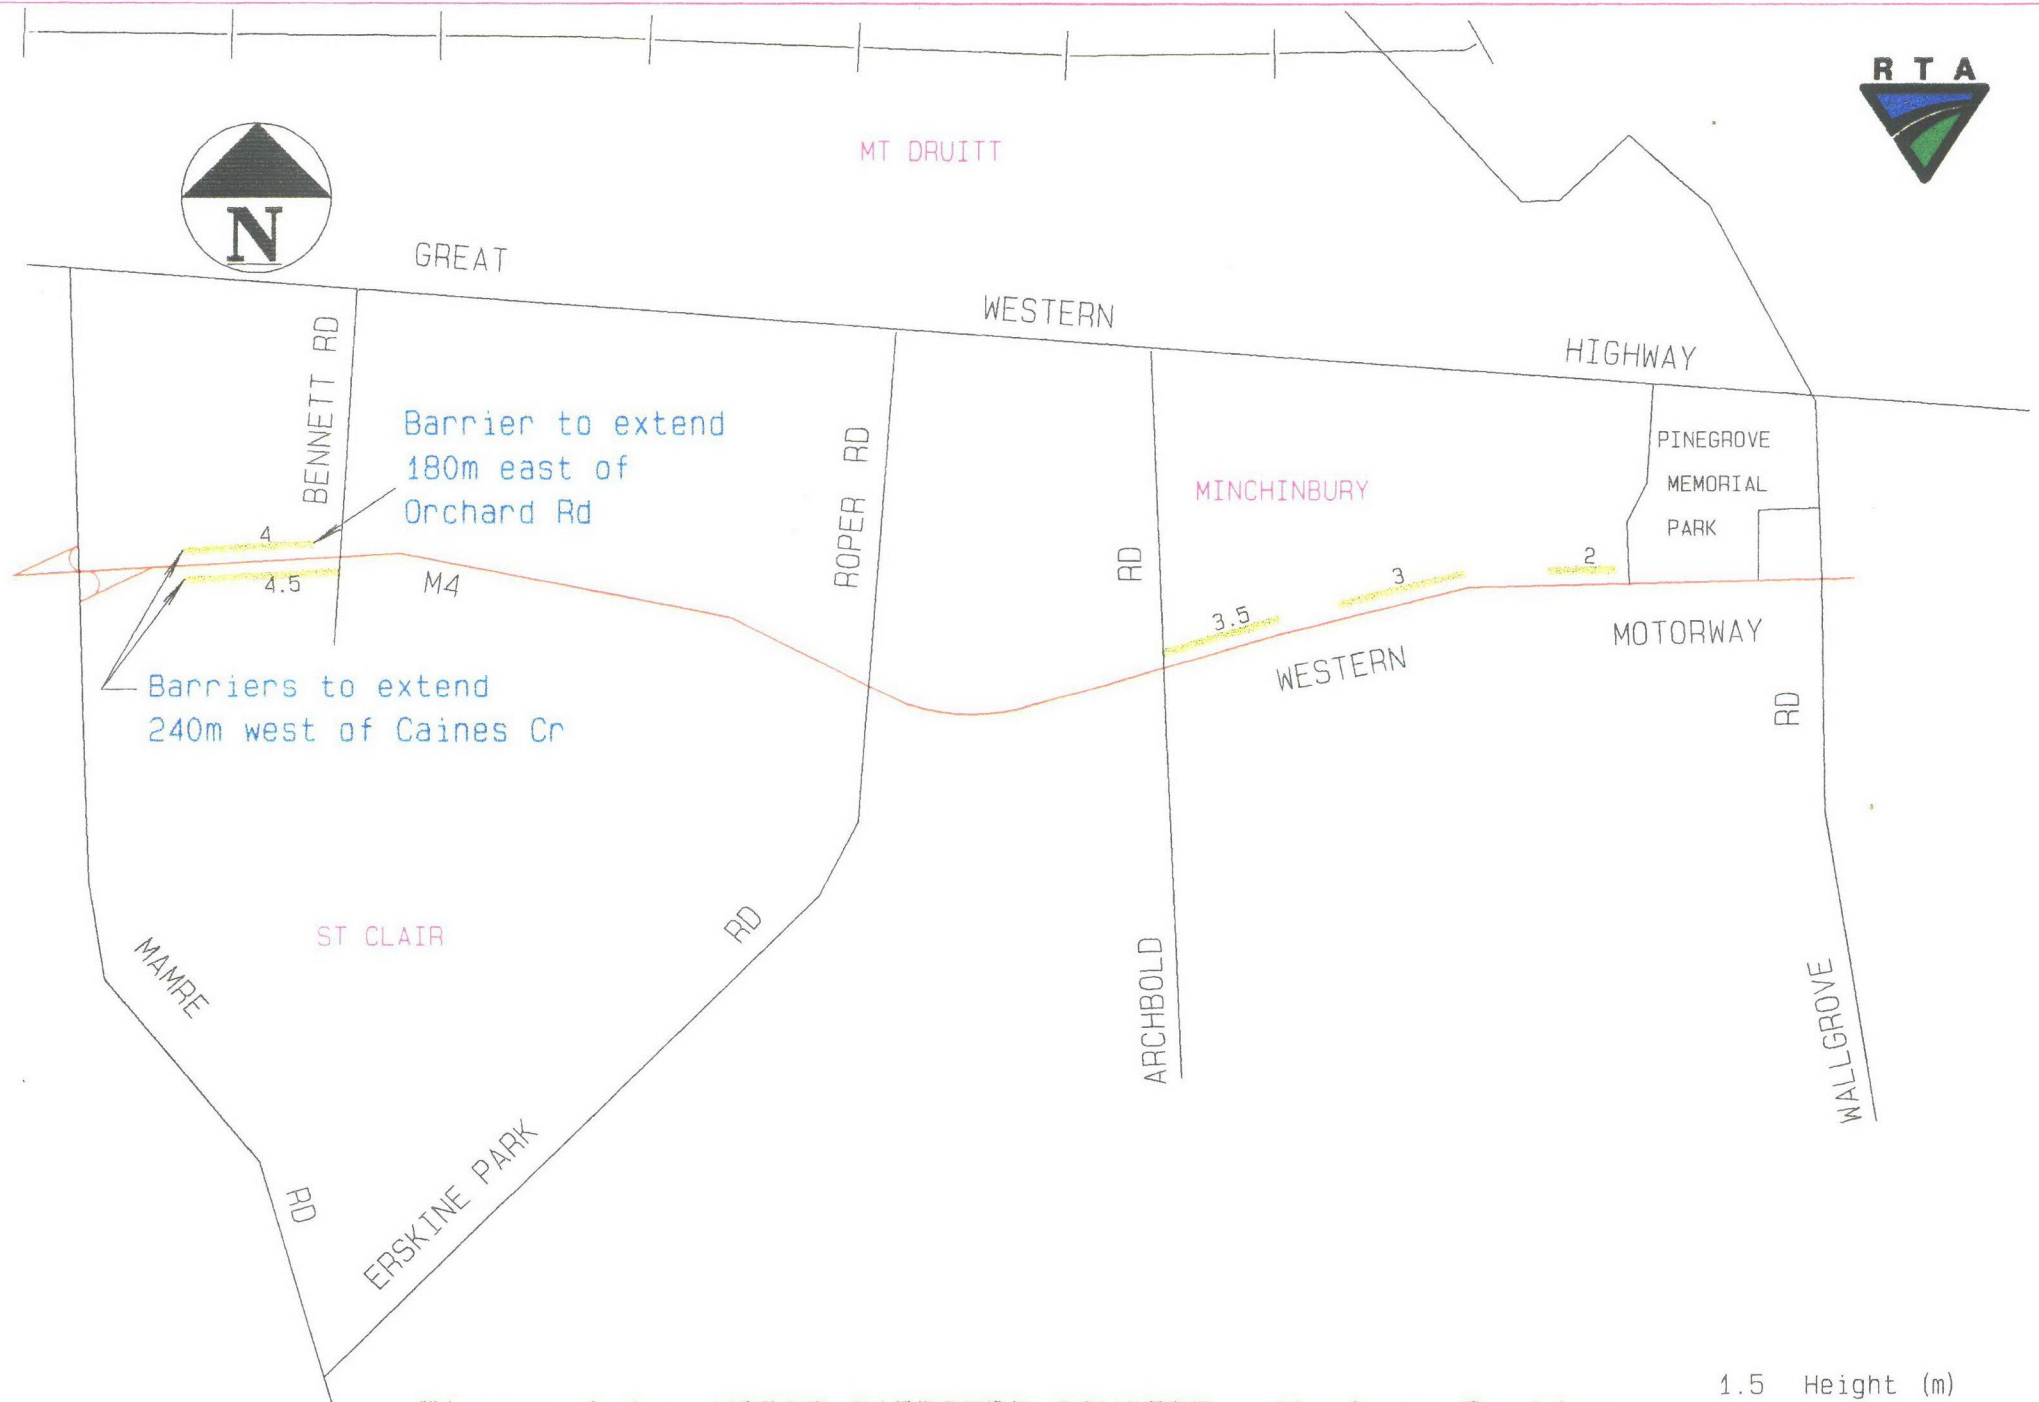 R T A
MT DRUITT
N
GREAT
WESTERN
HIGHWAY
BENNETT RD
Barrier to extend
180m east of
Orchard Rd
ROPER RD
PINEGROVE
MEMORIAL
PARK
MINCHINBURY
4
4.5
M4
RD
3.5
3
2
WESTERN
MOTORWAY
Barriers to extend
240m west of Caines Cr
RD
ST CLAIR
MAMRE
RD
RD
ERSKINE PARK
ARCHBOLD
WALLGROVE
1.5 Height (m)